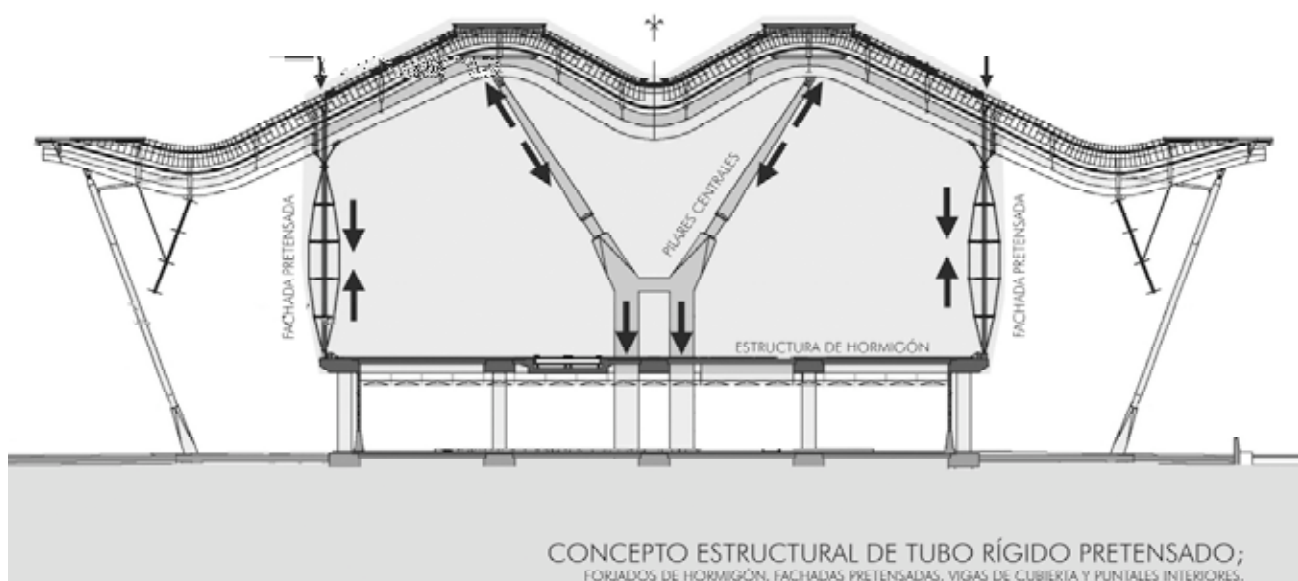 FACHADA PRETENSADA
PILARES CENTRALES
FACHADA PRETENSADA
ESTRUCTURA DE HORMIGÓN
CONCEPTO ESTRUCTURAL DE TUBO RÍGIDO PRETENSADO;
FORJADOS DE HORMIGÓN, FACHADAS PRETENSADAS, VIGAS DE CUBIERTA Y PUNTALES INTERIORES.